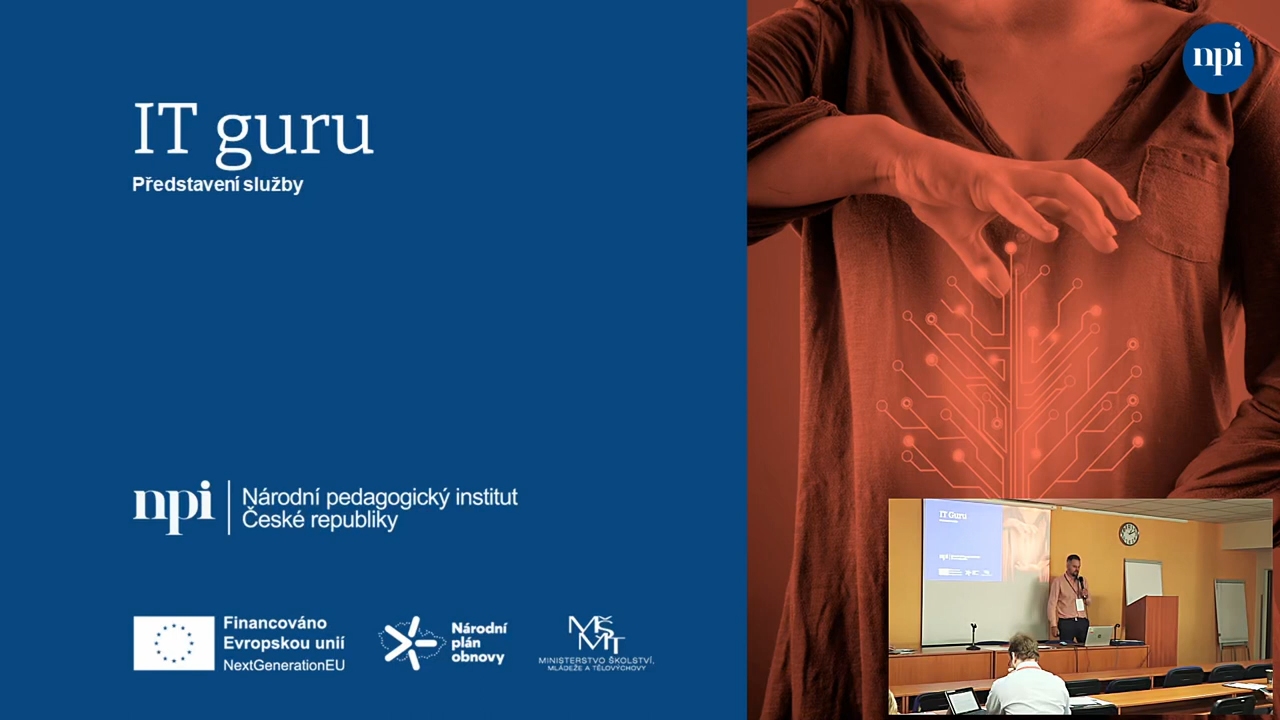 IT guru
Představení služby
npi
npi
Národní pedagogický institut
České republiky
Financováno
Evropskou unií
NextGenerationEU
Národní
plán
obnovy
MŠMT
MINISTERSTVO ŠKOLSTVÍ,
MLÁDEŽE A TĚLOVÝCHOVY
IT Guru